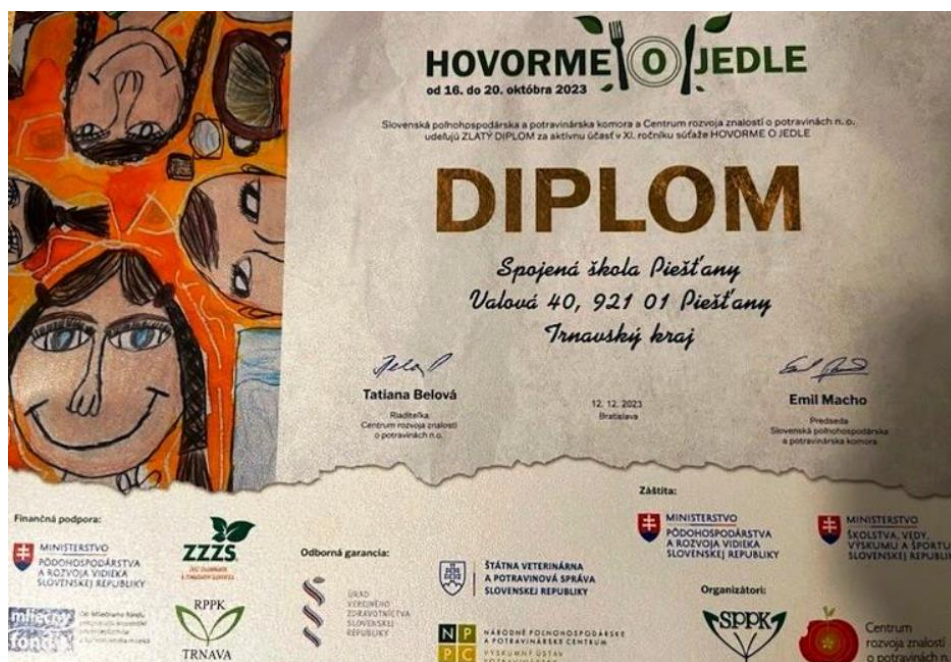 HOVORME O JEDLE
od 16. do 20. októbra 2023
Slovenská poľnohospodárska a potravinárska komora a Centrum rozvoja znalostí o potravinách n. o.
udeľujú ZLATÝ DIPLOM za aktívnu účasť v XI. ročníku súťaže HOVORME O JEDLE
DIPLOM
Spojená škola Piešťany
Valová 40, 921 01 Piešťany
Trnavský kraj
Tatiana Belová
Riaditeľka
Centrum rozvoja znalostí
o potravinách n.o.
12. 12. 2023
Bratislava
Emil Macho
Predseda
Slovenská poľnohospodárska
a potravinárska komora
Finančná podpora:
MINISTERSTVO
PÔDOHOSPODÁRSTVA
A ROZVOJA VIDIEKA
SLOVENSKEJ REPUBLIKY
ZZZS
mliečny
fond
RPPK
TRNAVA
Odborná garancia:
ÚRAD
VEREJNÉHO
ZDRAVOTNÍCTVA
SLOVENSKEJ
REPUBLIKY
ŠTÁTNA VETERINÁRNA
A POTRAVINOVÁ SPRÁVA
SLOVENSKEJ REPUBLIKY
N P
P C
NÁRODNÉ POĽNOHOSPODÁRSKE
A POTRAVINÁRSKE CENTRUM
VÝSKUMNÝ ÚSTAV
Záštita:
MINISTERSTVO
PÔDOHOSPODÁRSTVA
A ROZVOJA VIDIEKA
SLOVENSKEJ REPUBLIKY
MINISTERSTVO
ŠKOLSTVA, VEDY,
VÝSKUMU A ŠPORTU
SLOVENSKEJ REPUBLIKY
Organizátori:
SPPK
Centrum
rozvoja znalostí
o potravinách n.o.